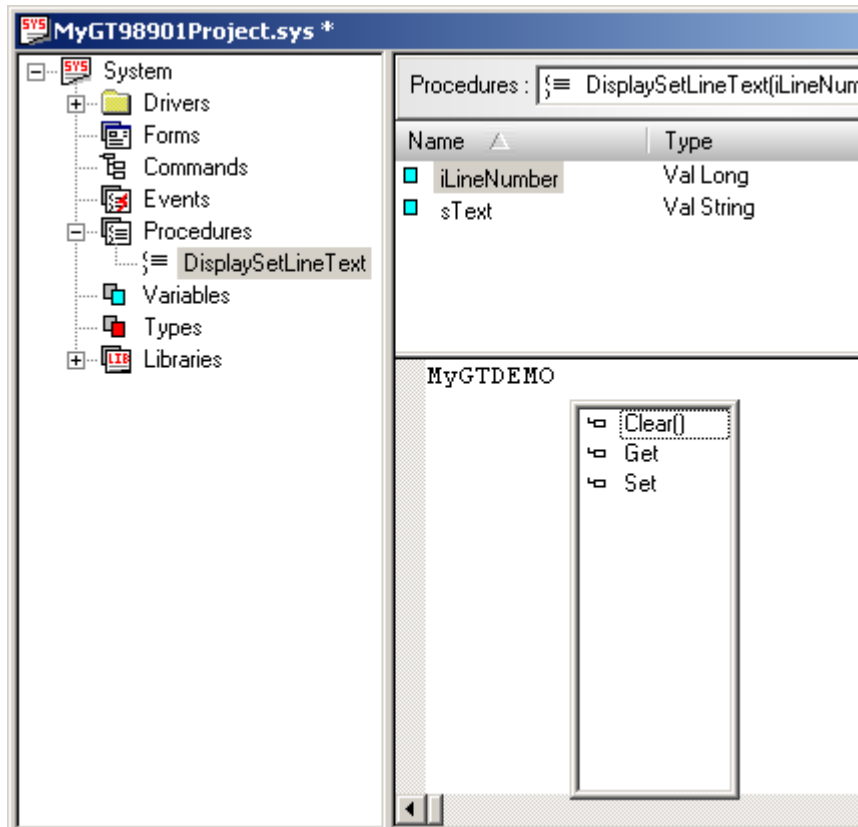 MyGT98901Project.sys *
System
Drivers
Forms
Commands
Events
Procedures
DisplaySetLineText
Variables
Types
Libraries
Procedures : DisplaySetLineText(iLineNum
Name Type
iLineNumber Val Long
sText Val String
MyGTDEMO
Clear()
Get
Set